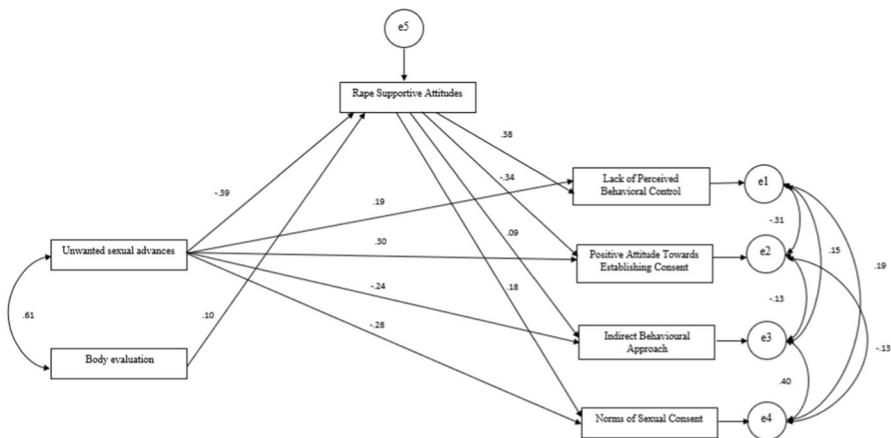 e5
Rape Supportive Attitudes
.38
Lack of Perceived
Behavioral Control
e1
-.34
-.39
.19
-.31
.09
.15
Unwanted sexual advances
.30
Positive Attitude Towards
Establishing Consent
e2
.19
.18
-.24
-.13
.61
.10
-.28
Indirect Behavioural
Approach
e3
-.13
Body evaluation
.40
Norms of Sexual Consent
e4